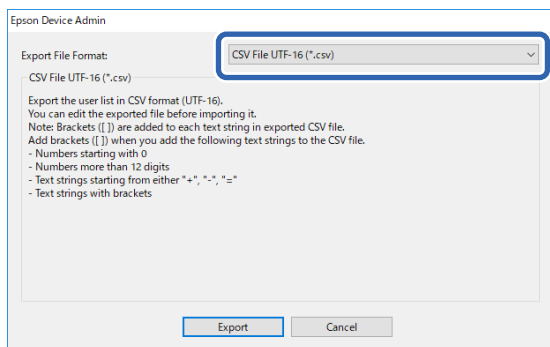 Epson Device Admin
Export File Format:
CSV File UTF-16 (*.csv)
CSV File UTF-16 (*.csv)
Export the user list in CSV format (UTF-16).
You can edit the exported file before importing it.
Note: Brackets ([ ]) are added to each text string in exported CSV file.
Add brackets ([ ]) when you add the following text strings to the CSV file.
- Numbers starting with 0
- Numbers more than 12 digits
- Text strings starting from either "+", "-", "="
- Text strings with brackets
Export
Cancel